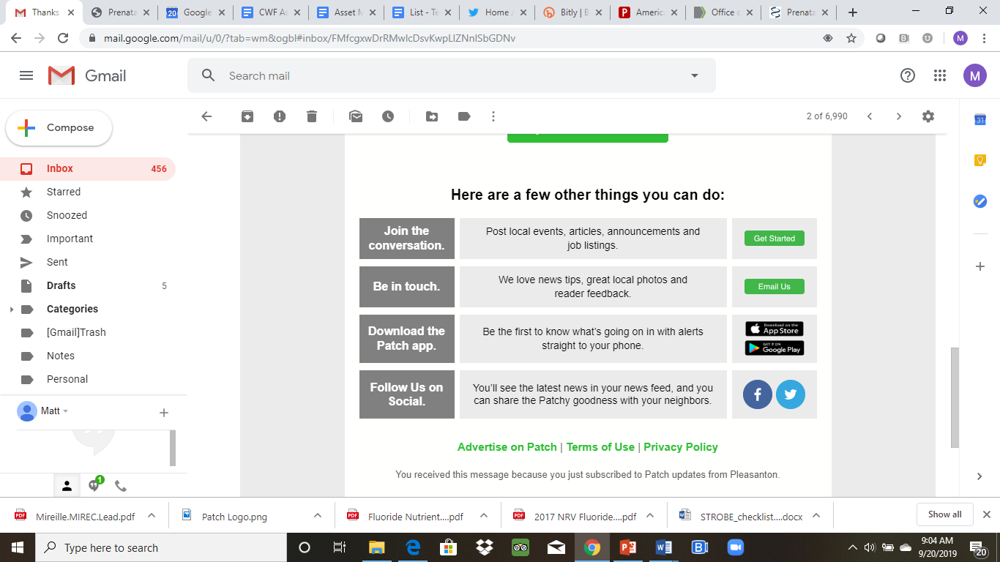 Thanks
Prenata
Google
CWF Ac
Asset M
List - Te
Home /
Bitly | B
Americ
Office o
Prenata
mail.google.com/mail/u/0/?tab=wm&ogbl#inbox/FMfcgxwDrRMwlcDsvKwpLlZNnlSbGDNv
M
Gmail
Search mail
M
Compose
2 of 6,990
31
Inbox 456
Starred
Snoozed
Important
Sent
Drafts 5
Categories
[Gmail]Trash
Notes
Personal
Matt
1
Here are a few other things you can do:
Join the
conversation.
Post local events, articles, announcements and
job listings.
Get Started
Be in touch.
We love news tips, great local photos and
reader feedback.
Email Us
Download the
Patch app.
Be the first to know what's going on in with alerts
straight to your phone.
Download on the
App Store
GET IT ON
Google Play
Follow Us on
Social.
You'll see the latest news in your news feed, and you
can share the Patchy goodness with your neighbors.
Advertise on Patch | Terms of Use | Privacy Policy
You received this message because you just subscribed to Patch updates from Pleasanton.
Mireille.MIREC.Lead.pdf
Patch Logo.png
Fluoride Nutrient....pdf
2017 NRV Fluoride....pdf
STROBE_checklist....docx
Show all
Type here to search
9:04 AM
9/20/2019
20